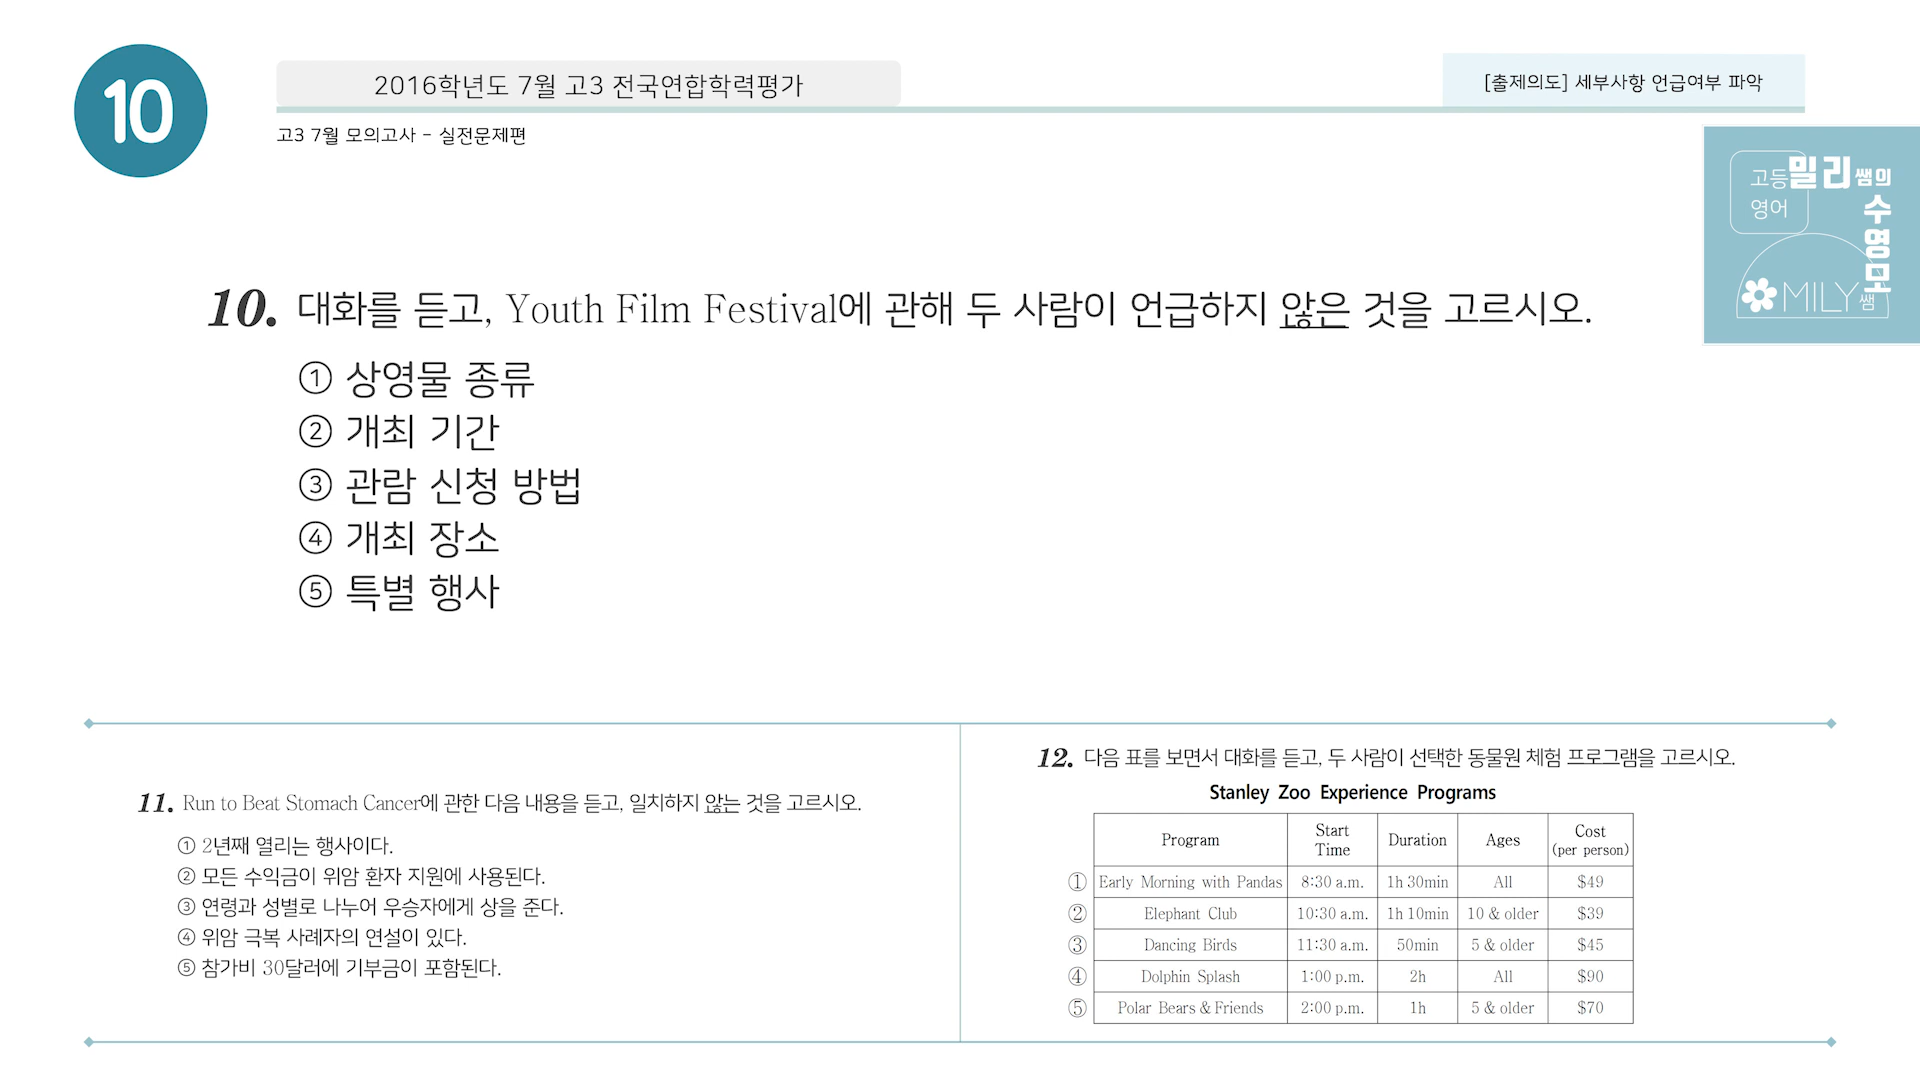 10
2016학년도 7월 고3 전국연합학력평가
[출제의도] 세부사항 언급여부 파악
고3 7월 모의고사 - 실전문제편
고등 밀리쌤의
영어
수영모
MILY쌤
10. 대화를 듣고, Youth Film Festival에 관해 두 사람이 언급하지 않은 것을 고르시오.
① 상영물 종류
② 개최 기간
③ 관람 신청 방법
④ 개최 장소
⑤ 특별 행사
11. Run to Beat Stomach Cancer에 관한 다음 내용을 듣고, 일치하지 않는 것을 고르시오.
① 2년째 열리는 행사이다.
② 모든 수익금이 위암 환자 지원에 사용된다.
③ 연령과 성별로 나누어 우승자에게 상을 준다.
④ 위암 극복 사례자의 연설이 있다.
⑤ 참가비 30달러에 기부금이 포함된다.
12. 다음 표를 보면서 대화를 듣고, 두 사람이 선택한 동물원 체험 프로그램을 고르시오.
Stanley Zoo Experience Programs
Program Start Time Duration Ages Cost (per person)
① Early Morning with Pandas 8:30 a.m. 1h 30min All $49
② Elephant Club 10:30 a.m. 1h 10min 10 & older $39
③ Dancing Birds 11:30 a.m. 50min 5 & older $45
④ Dolphin Splash 1:00 p.m. 2h All $90
⑤ Polar Bears & Friends 2:00 p.m. 1h 5 & older $70